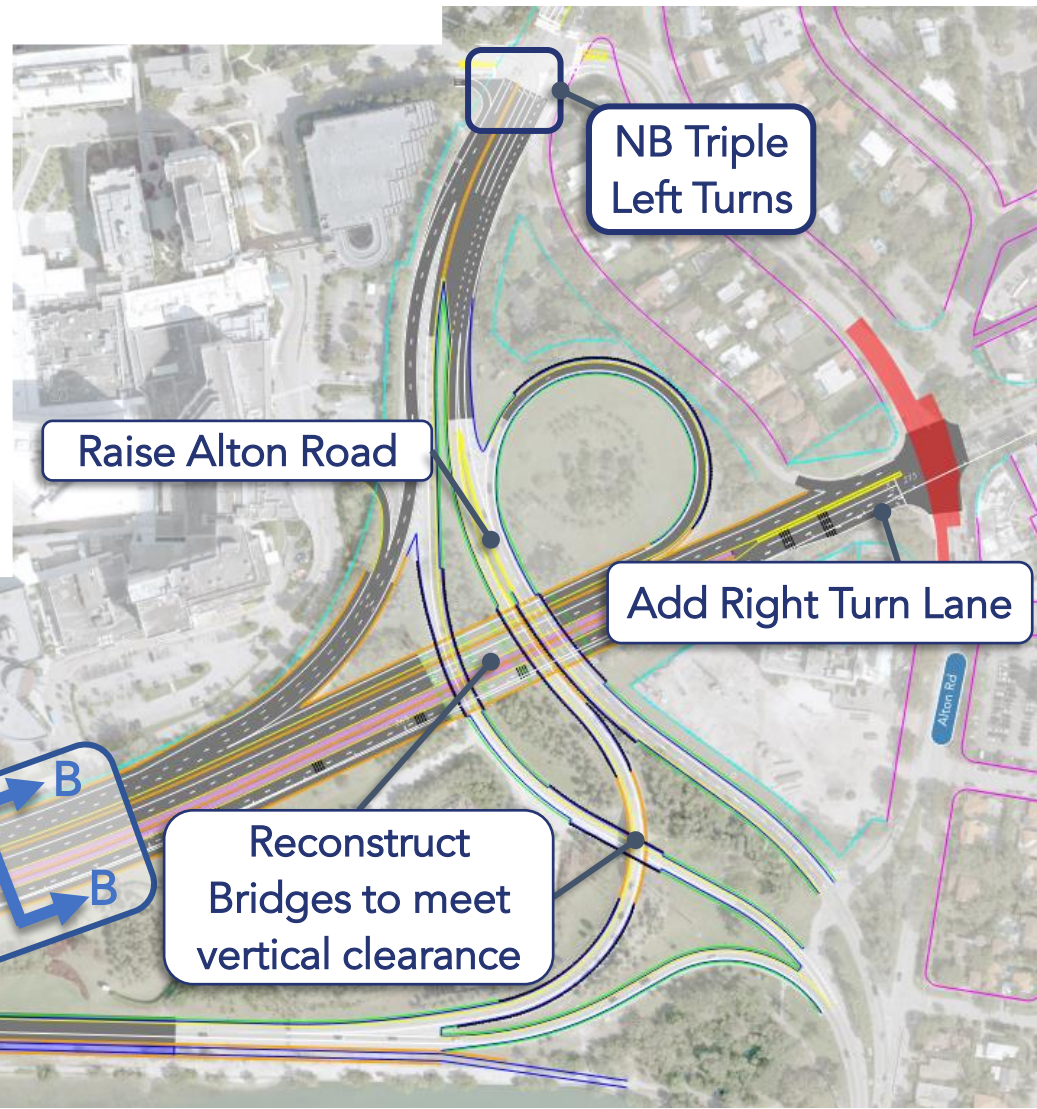 NB Triple
Left Turns
Raise Alton Road
275
Add Right Turn Lane
Alton Rd
B
B
Reconstruct
Bridges to meet
vertical clearance